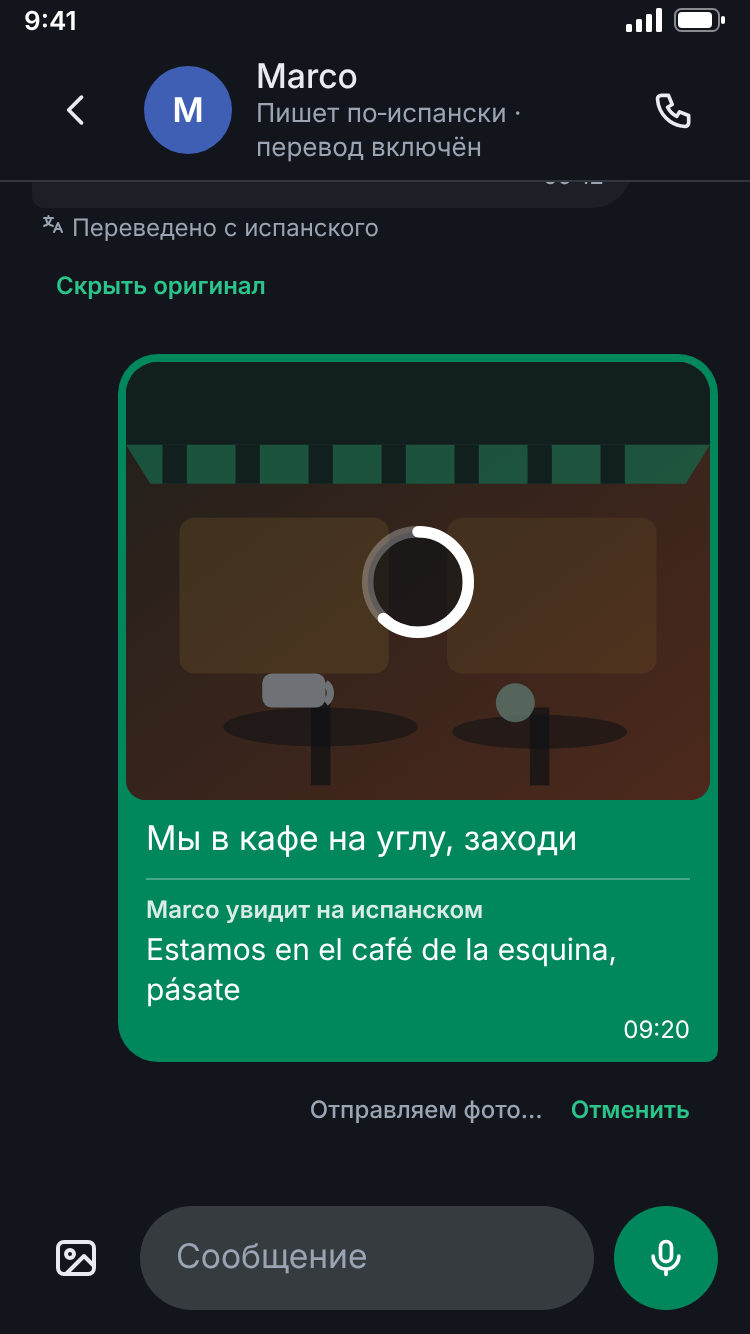 9:41
M
Marco
Пишет по-испански ·
перевод включён
Переведено с испанского
Скрыть оригинал
Мы в кафе на углу, заходи
Marco увидит на испанском
Estamos en el café de la esquina,
pásate
09:20
Отправляем фото... Отменить
Сообщение